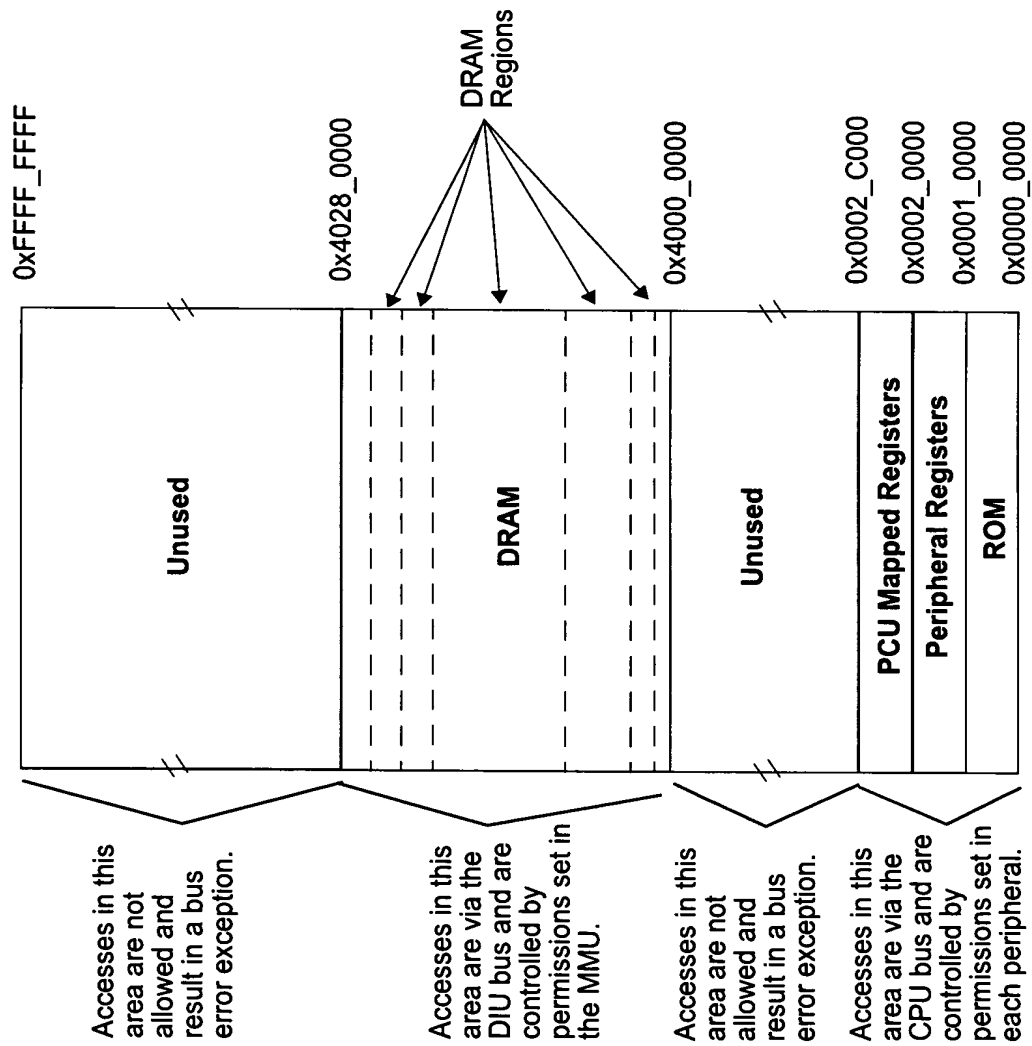 0xFFFF_FFFF
Unused
Accesses in this
area are not
allowed and
result in a bus
error exception.
0x4028_0000
DRAM
Regions
DRAM
Accesses in this
area are via the
DIU bus and are
controlled by
permissions set in
the MMU.
0x4000_0000
Unused
Accesses in this
area are not
allowed and
result in a bus
error exception.
0x0002_C000
PCU Mapped Registers
0x0002_0000
Peripheral Registers
0x0001_0000
ROM
0x0000_0000
Accesses in this
area are via the
CPU bus and are
controlled by
permissions set in
each peripheral.